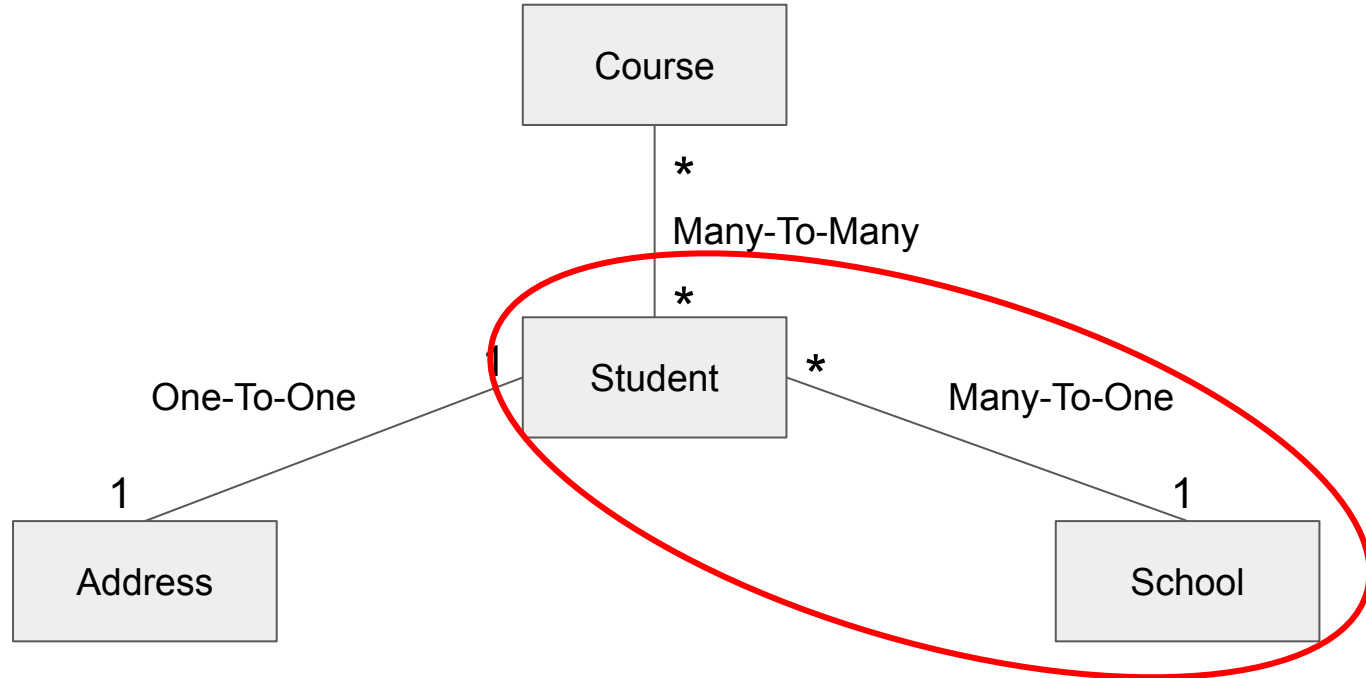 Course
*
Many-To-Many
*
1
Student
*
One-To-One
Many-To-One
1
1
Address
School